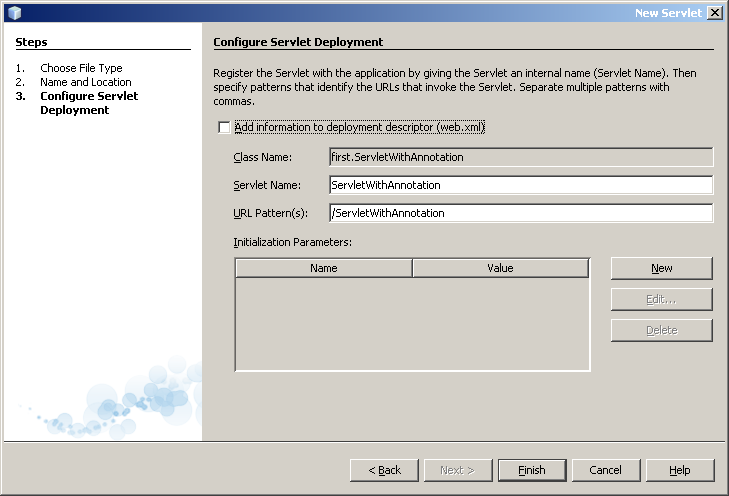 New Servlet
Steps
1. Choose File Type
2. Name and Location
3. Configure Servlet
Deployment
Configure Servlet Deployment
Register the Servlet with the application by giving the Servlet an internal name (Servlet Name). Then
specify patterns that identify the URLs that invoke the Servlet. Separate multiple patterns with
commas.
Add information to deployment descriptor (web.xml)
Class Name: first.ServletWithAnnotation
Servlet Name: ServletWithAnnotation
URL Pattern(s): /ServletWithAnnotation
Initialization Parameters:
Name Value
New
Edit...
Delete
< Back Next > Finish Cancel Help